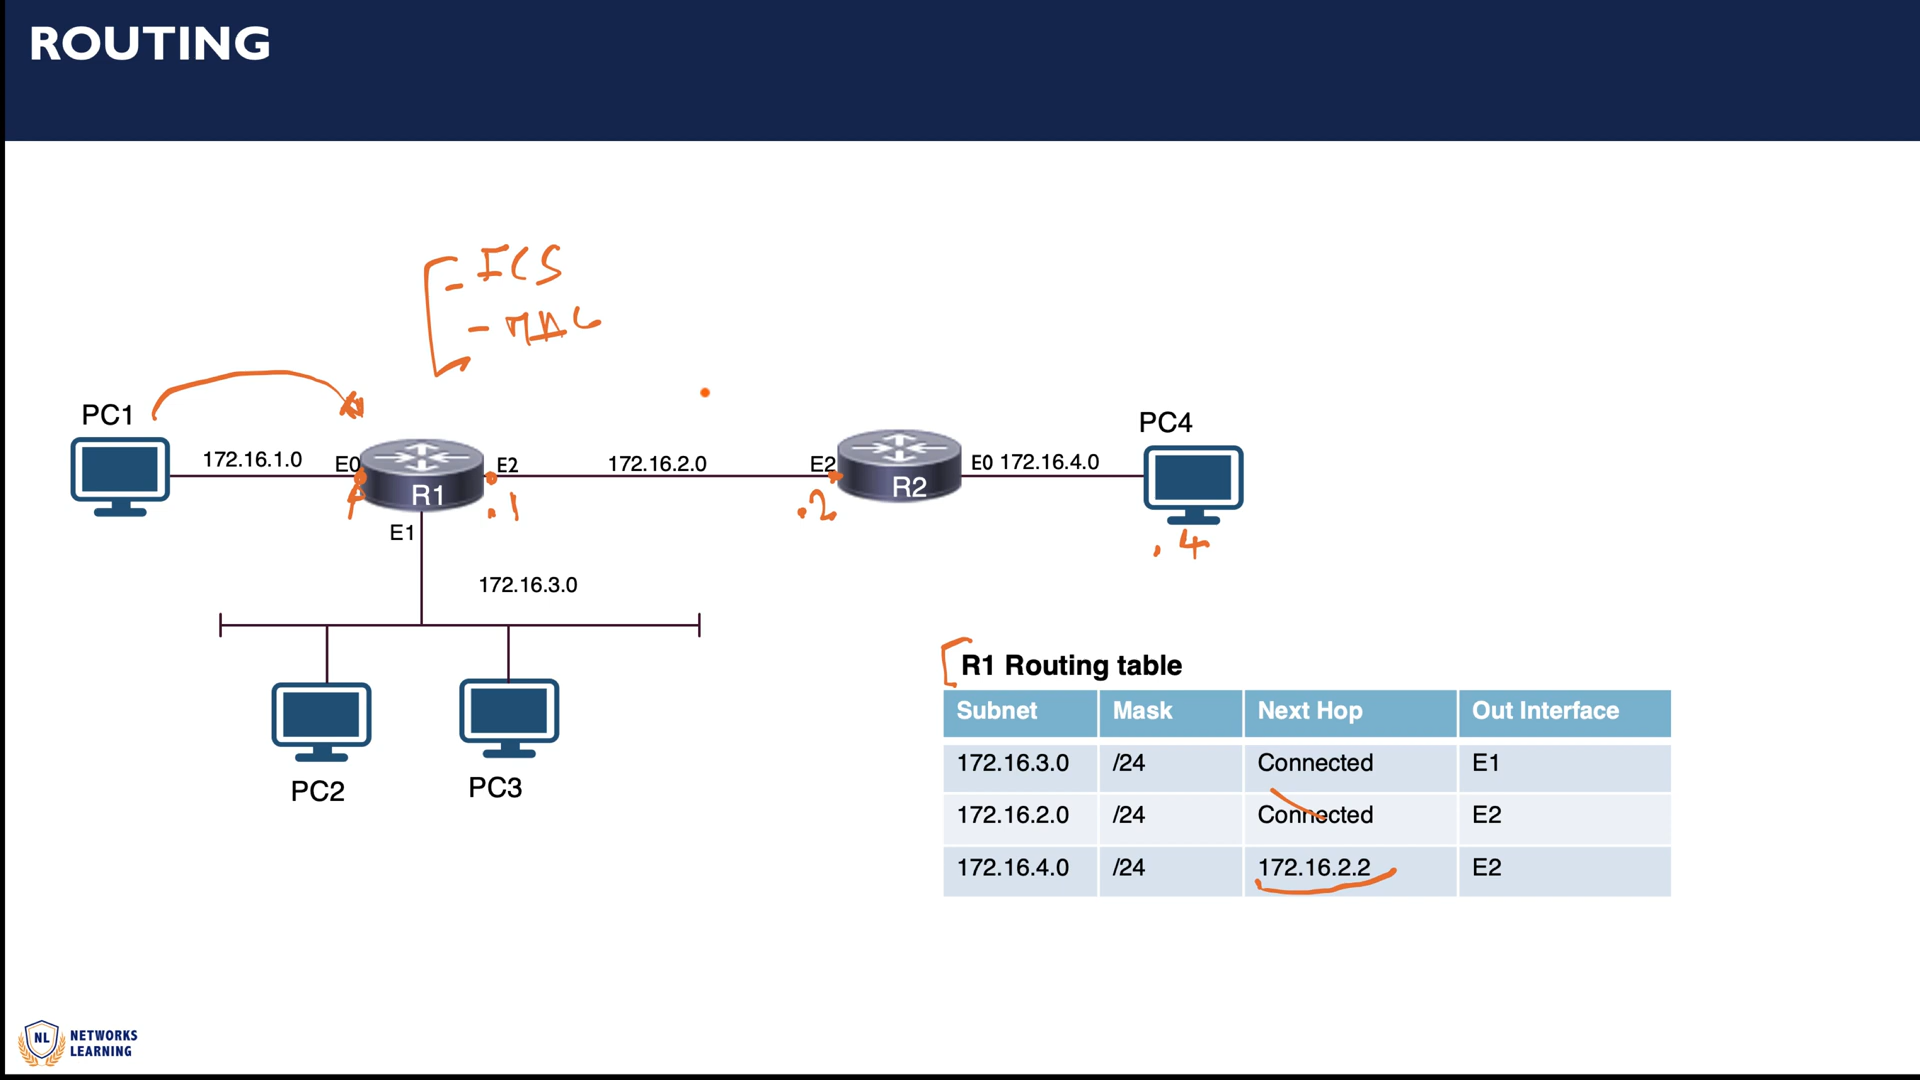 ROUTING
FCS
- MAC
PC1
172.16.1.0
E0
R1
E2
.1
E1
172.16.2.0
E2
.2
R2
E0 172.16.4.0
PC4
.4
172.16.3.0
PC2
PC3
R1 Routing table
Subnet Mask Next Hop Out Interface
172.16.3.0 /24 Connected E1
172.16.2.0 /24 Connected E2
172.16.4.0 /24 172.16.2.2 E2
NL
NETWORKS
LEARNING